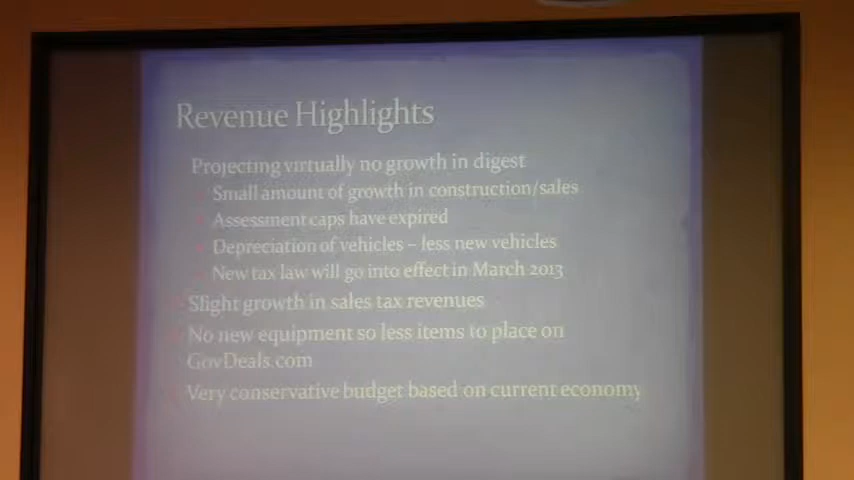 Revenue Highlights
Projecting virtually no growth in digest
Small amount of growth in construction/sales
Assessment caps have expired
Depreciation of vehicles – less new vehicles
New tax law will go into effect in March 2013
Slight growth in sales tax revenues
No new equipment so less items to place on
GovDeals.com
Very conservative budget based on current economy